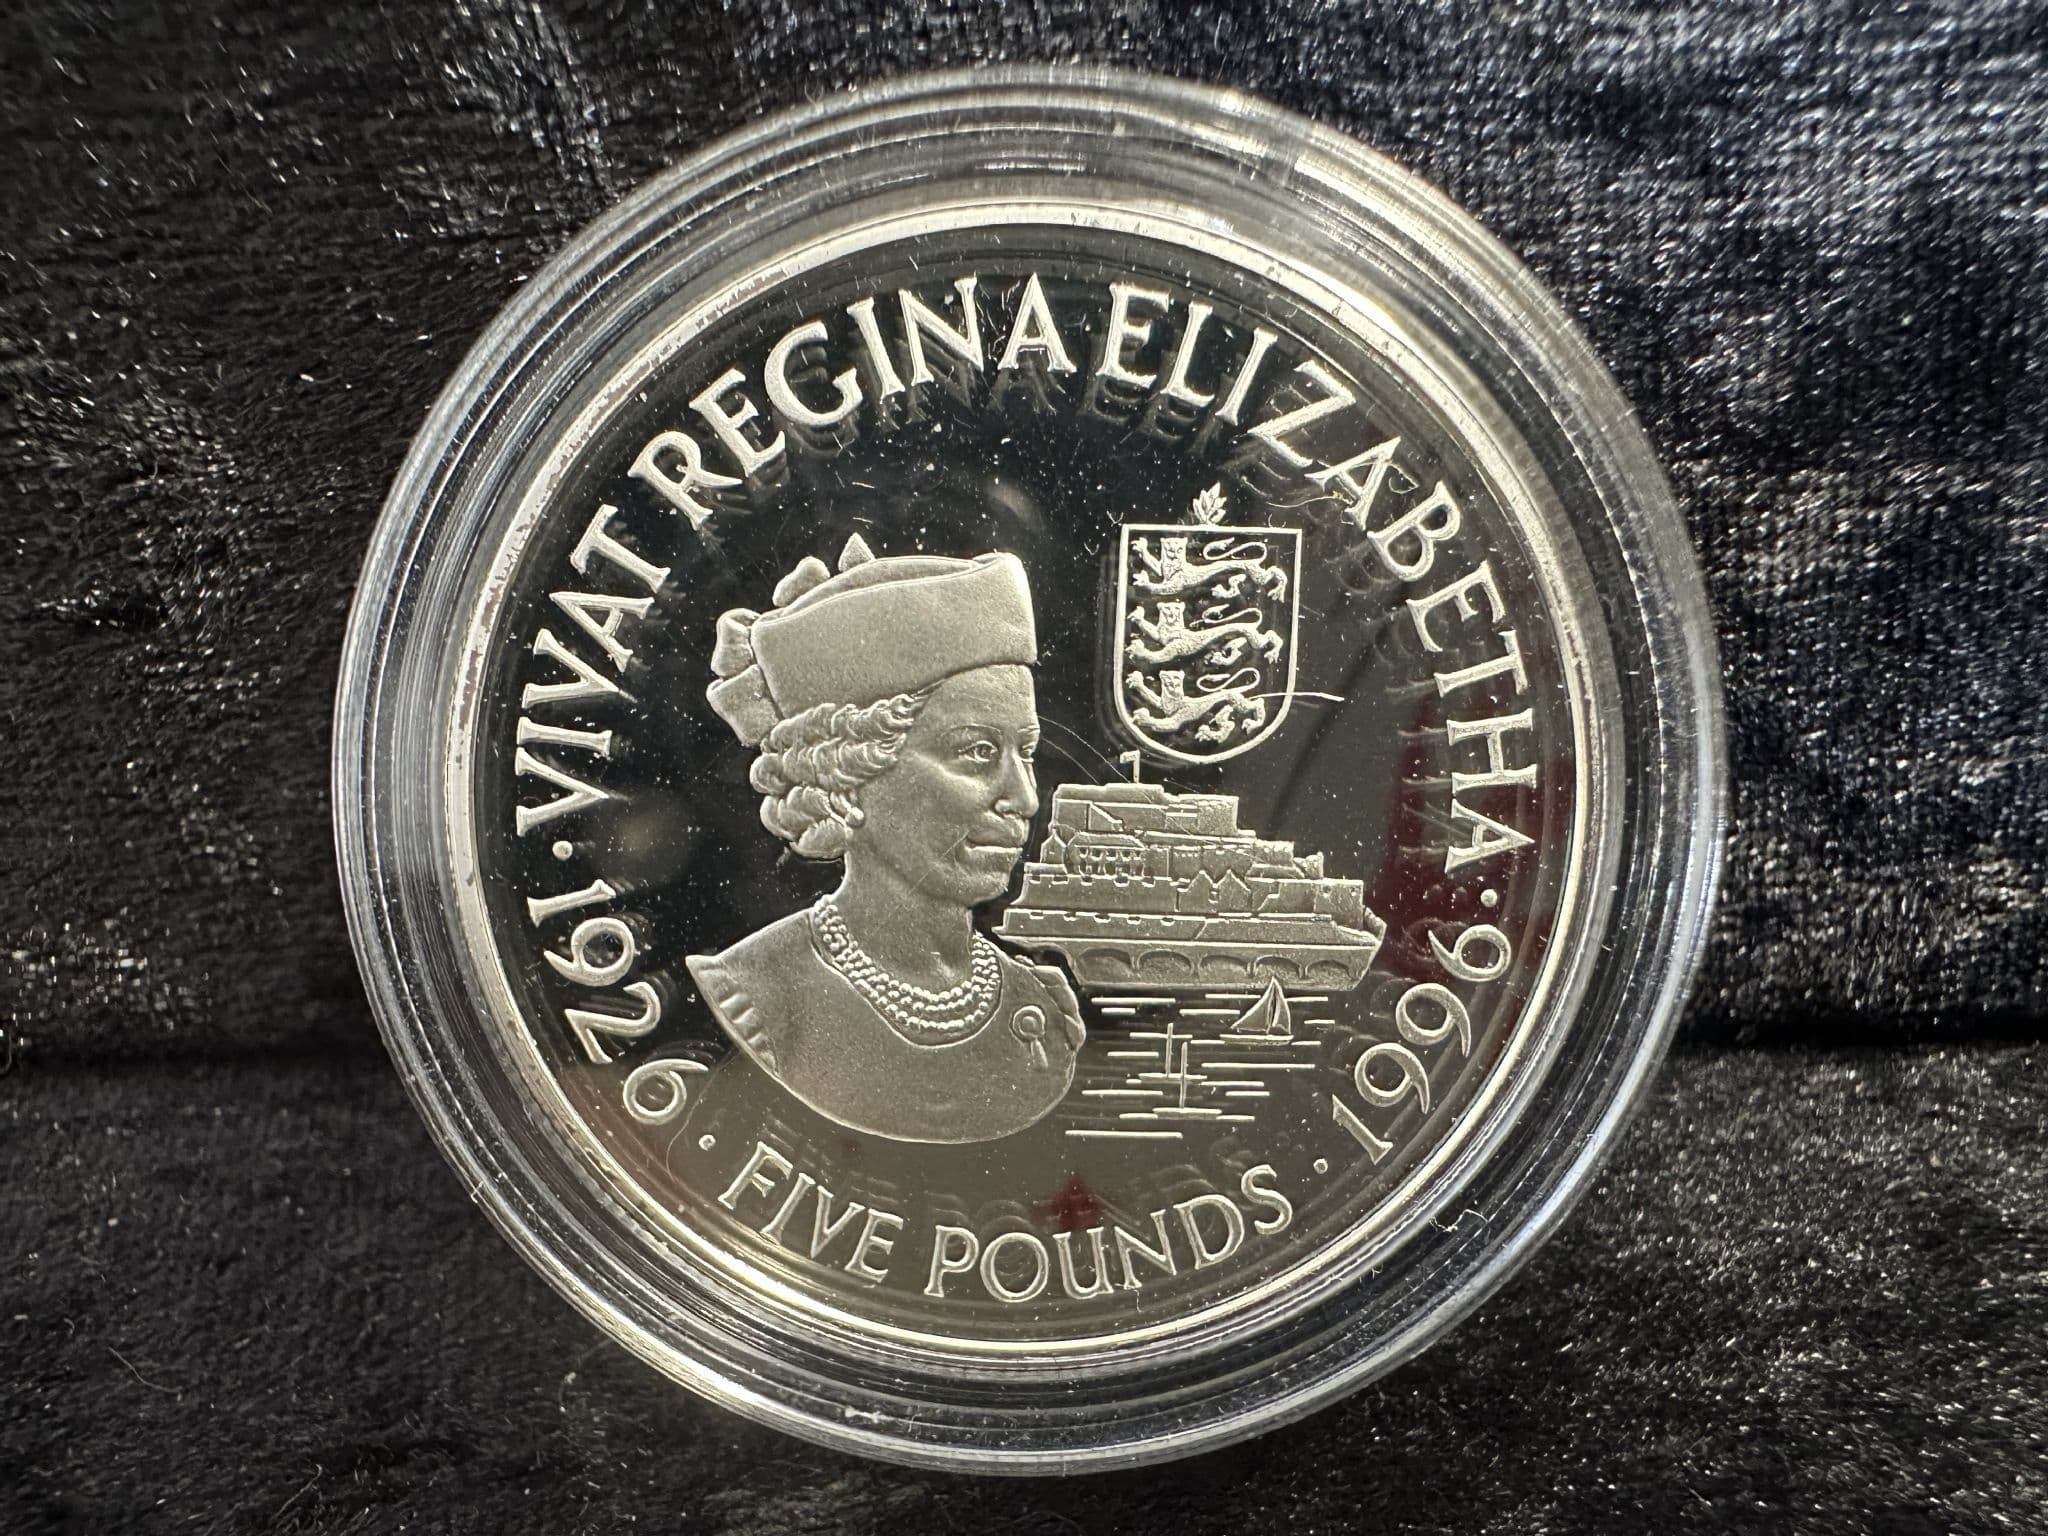 · VIVAT REGINA ELIZABETHA ·
1926 · FIVE POUNDS · 1996